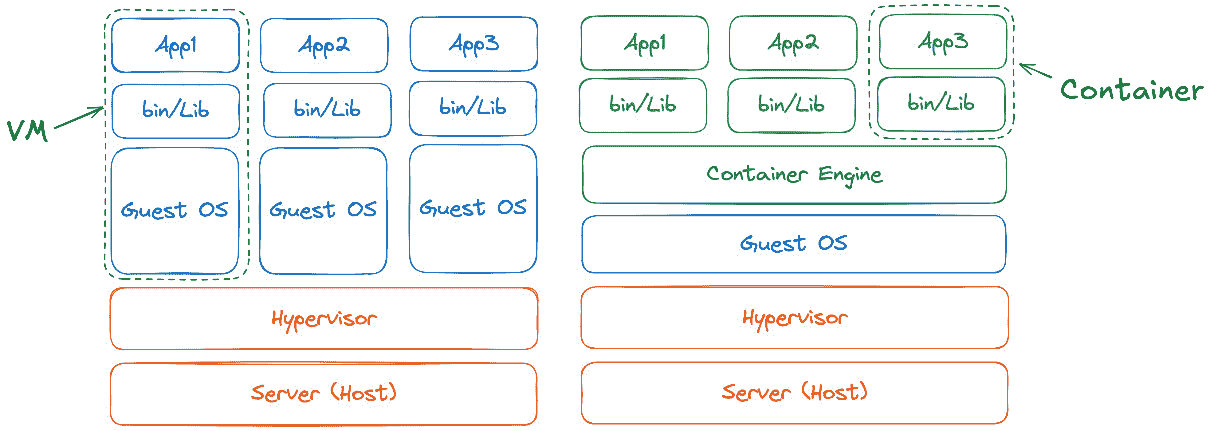 VM
App1
App2
App3
bin/Lib
bin/Lib
bin/Lib
Guest OS
Guest OS
Guest OS
Hypervisor
Server (Host)
App1
App2
App3
Container
bin/Lib
bin/Lib
bin/Lib
Container Engine
Guest OS
Hypervisor
Server (Host)